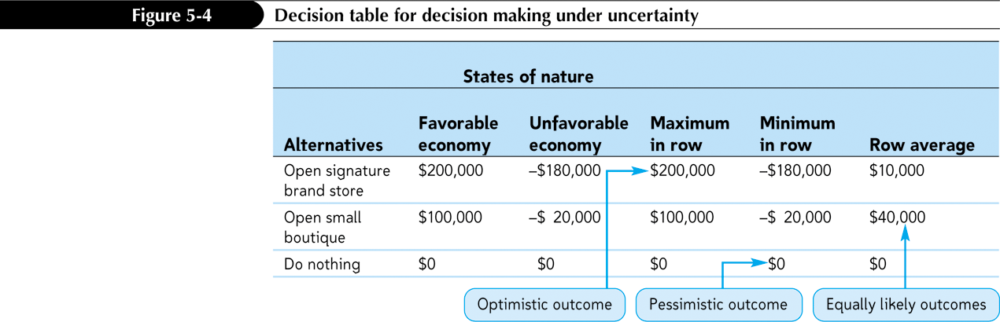 Figure 5-4 Decision table for decision making under uncertainty
States of nature
Favorable Unfavorable Maximum Minimum
Alternatives economy economy in row in row Row average
Open signature $200,000 –$180,000 $200,000 –$180,000 $10,000
brand store
Open small $100,000 –$ 20,000 $100,000 –$ 20,000 $40,000
boutique
Do nothing $0 $0 $0 $0 $0
Optimistic outcome Pessimistic outcome Equally likely outcomes